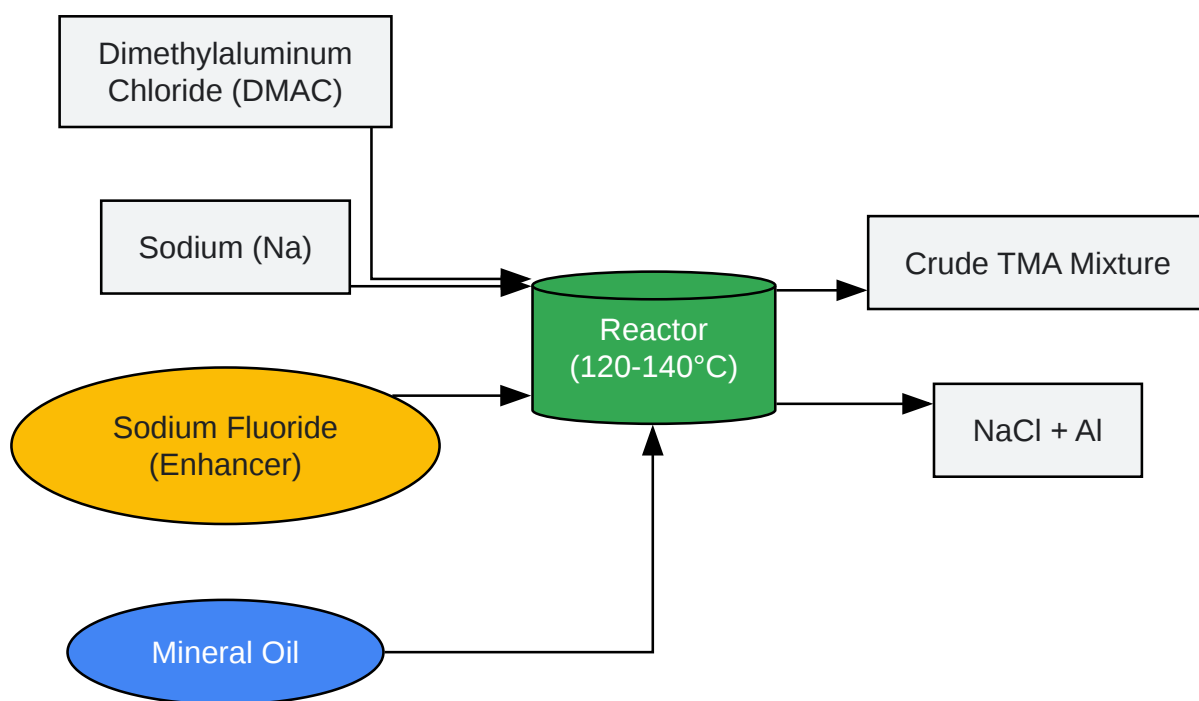 Dimethylaluminum
Chloride (DMAC)
Sodium (Na)
Sodium Fluoride
(Enhancer)
Mineral Oil
Reactor
(120-140°C)
Crude TMA Mixture
NaCl + Al